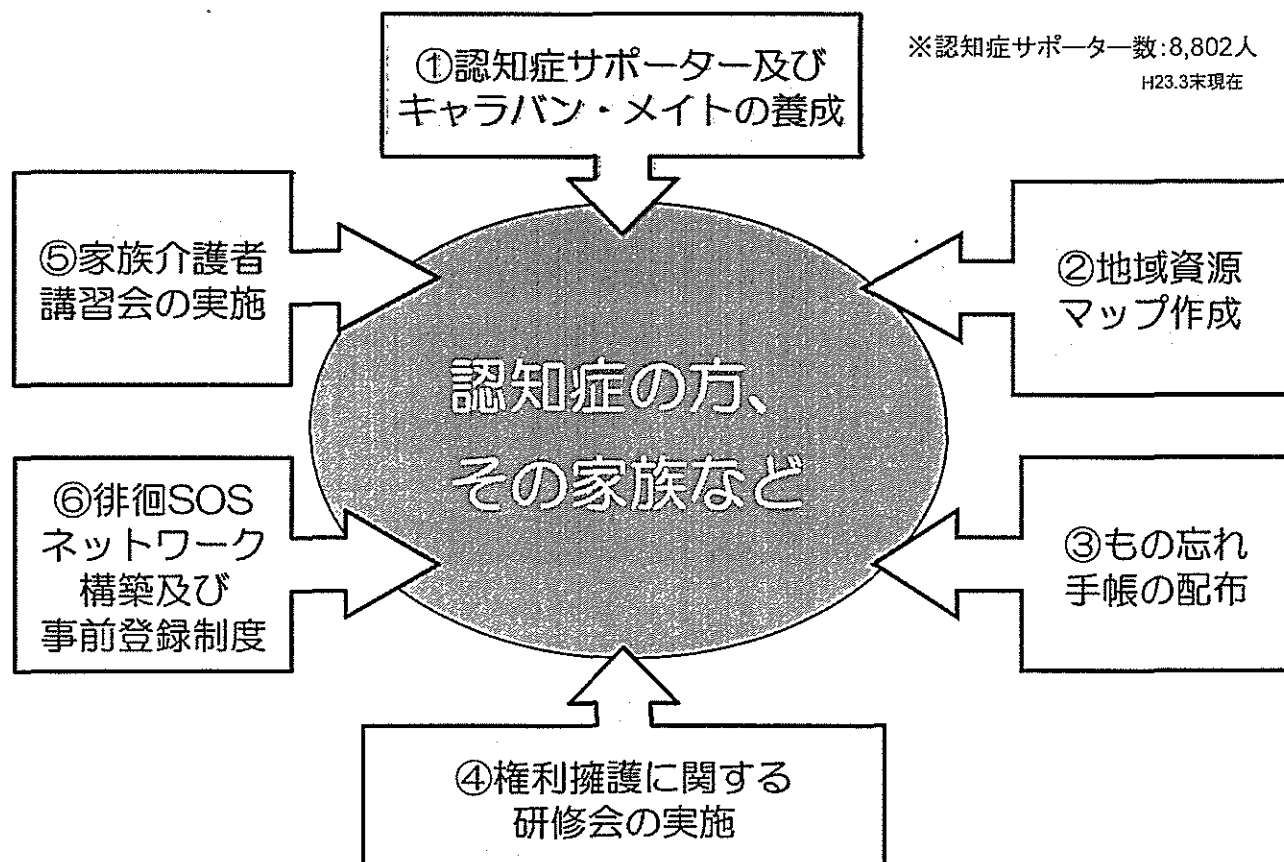 ①認知症サポーター及び
キャラバン・メイトの養成
※認知症サポーター数:8,802人
H23.3末現在
②地域資源
マップ作成
③もの忘れ
手帳の配布
④権利擁護に関する
研修会の実施
⑤家族介護者
講習会の実施
⑥徘徊SOS
ネットワーク
構築及び
事前登録制度
認知症の方、
その家族など